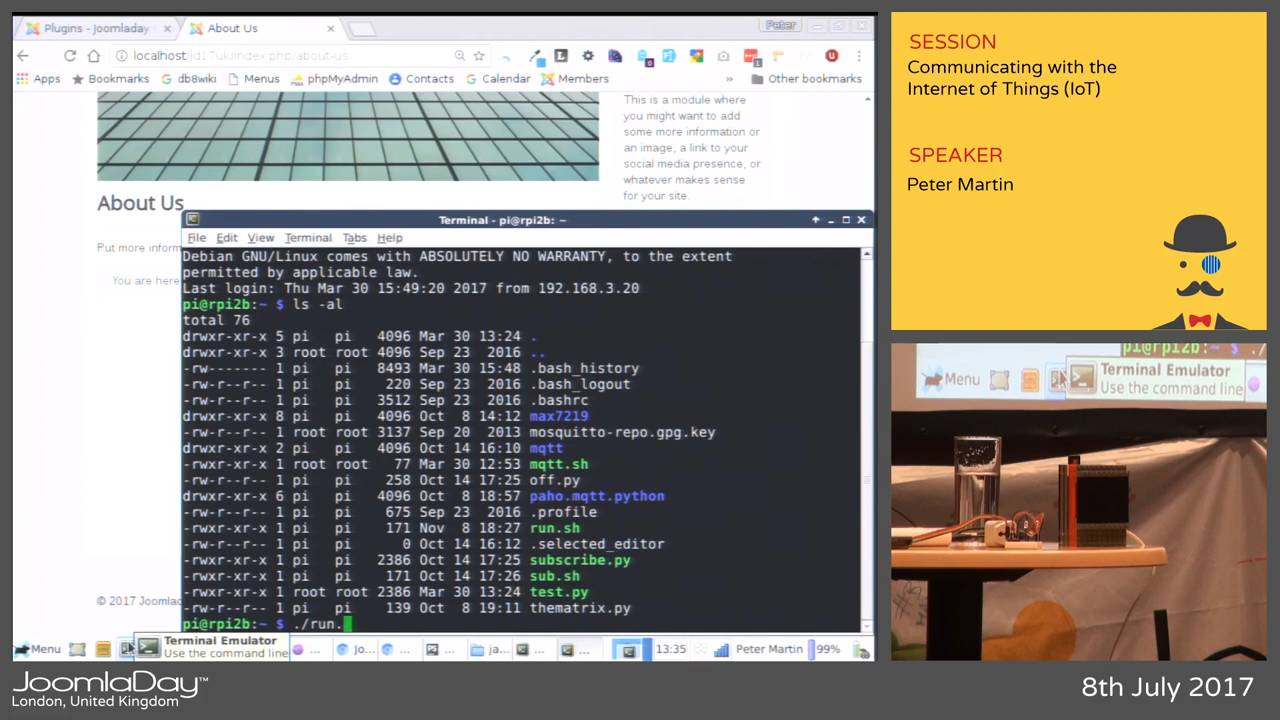 Plugins - Joomladay
About Us
Peter
localhost/jd17uk/index.php/about-us
Apps
Bookmarks
db8wiki
Menus
phpMyAdmin
Contacts
Calendar
Members
»
Other bookmarks
This is a module where
you might want to add
some more information or
an image, a link to your
social media presence, or
whatever makes sense
for your site.
About Us
Put more inform
You are here
© 2017 Joomla
Terminal - pi@rpi2b: ~
File Edit View Terminal Tabs Help
Debian GNU/Linux comes with ABSOLUTELY NO WARRANTY, to the extent
permitted by applicable law.
Last login: Thu Mar 30 15:49:20 2017 from 192.168.3.20
pi@rpi2b:~ $ ls -al
total 76
drwxr-xr-x 5 pi pi 4096 Mar 30 13:24 .
drwxr-xr-x 3 root root 4096 Sep 23 2016 ..
-rw------- 1 pi pi 8493 Mar 30 15:48 .bash_history
-rw-r--r-- 1 pi pi 220 Sep 23 2016 .bash_logout
-rw-r--r-- 1 pi pi 3512 Sep 23 2016 .bashrc
drwxr-xr-x 8 pi pi 4096 Oct 8 14:12 max7219
-rw-r--r-- 1 root root 3137 Sep 20 2013 mosquitto-repo.gpg.key
drwxr-xr-x 2 pi pi 4096 Oct 14 16:10 mqtt
-rwxr-xr-x 1 root root 77 Mar 30 12:53 mqtt.sh
-rw-r--r-- 1 pi pi 258 Oct 14 17:25 off.py
drwxr-xr-x 6 pi pi 4096 Oct 8 18:57 paho.mqtt.python
-rw-r--r-- 1 pi pi 675 Sep 23 2016 .profile
-rwxr-xr-x 1 pi pi 171 Nov 8 18:27 run.sh
-rw-r--r-- 1 pi pi 0 Oct 14 16:12 .selected_editor
-rwxr-xr-x 1 pi pi 2386 Oct 14 17:25 subscribe.py
-rwxr-xr-x 1 pi pi 171 Oct 14 17:26 sub.sh
-rwxr-xr-x 1 root root 2386 Mar 30 13:24 test.py
-rw-r--r-- 1 pi pi 139 Oct 8 19:11 thematrix.py
pi@rpi2b:~ $ ./run.
Menu
Terminal Emulator
Use the command line
...
Jo...
...
...
ja...
...
...
13:35
Peter Martin
99%
SESSION
Communicating with the
Internet of Things (IoT)
SPEAKER
Peter Martin
pi@rpi2b:~ $ ./
Menu
Terminal Emulator
Use the command line
JoomlaDay™
London, United Kingdom
8th July 2017